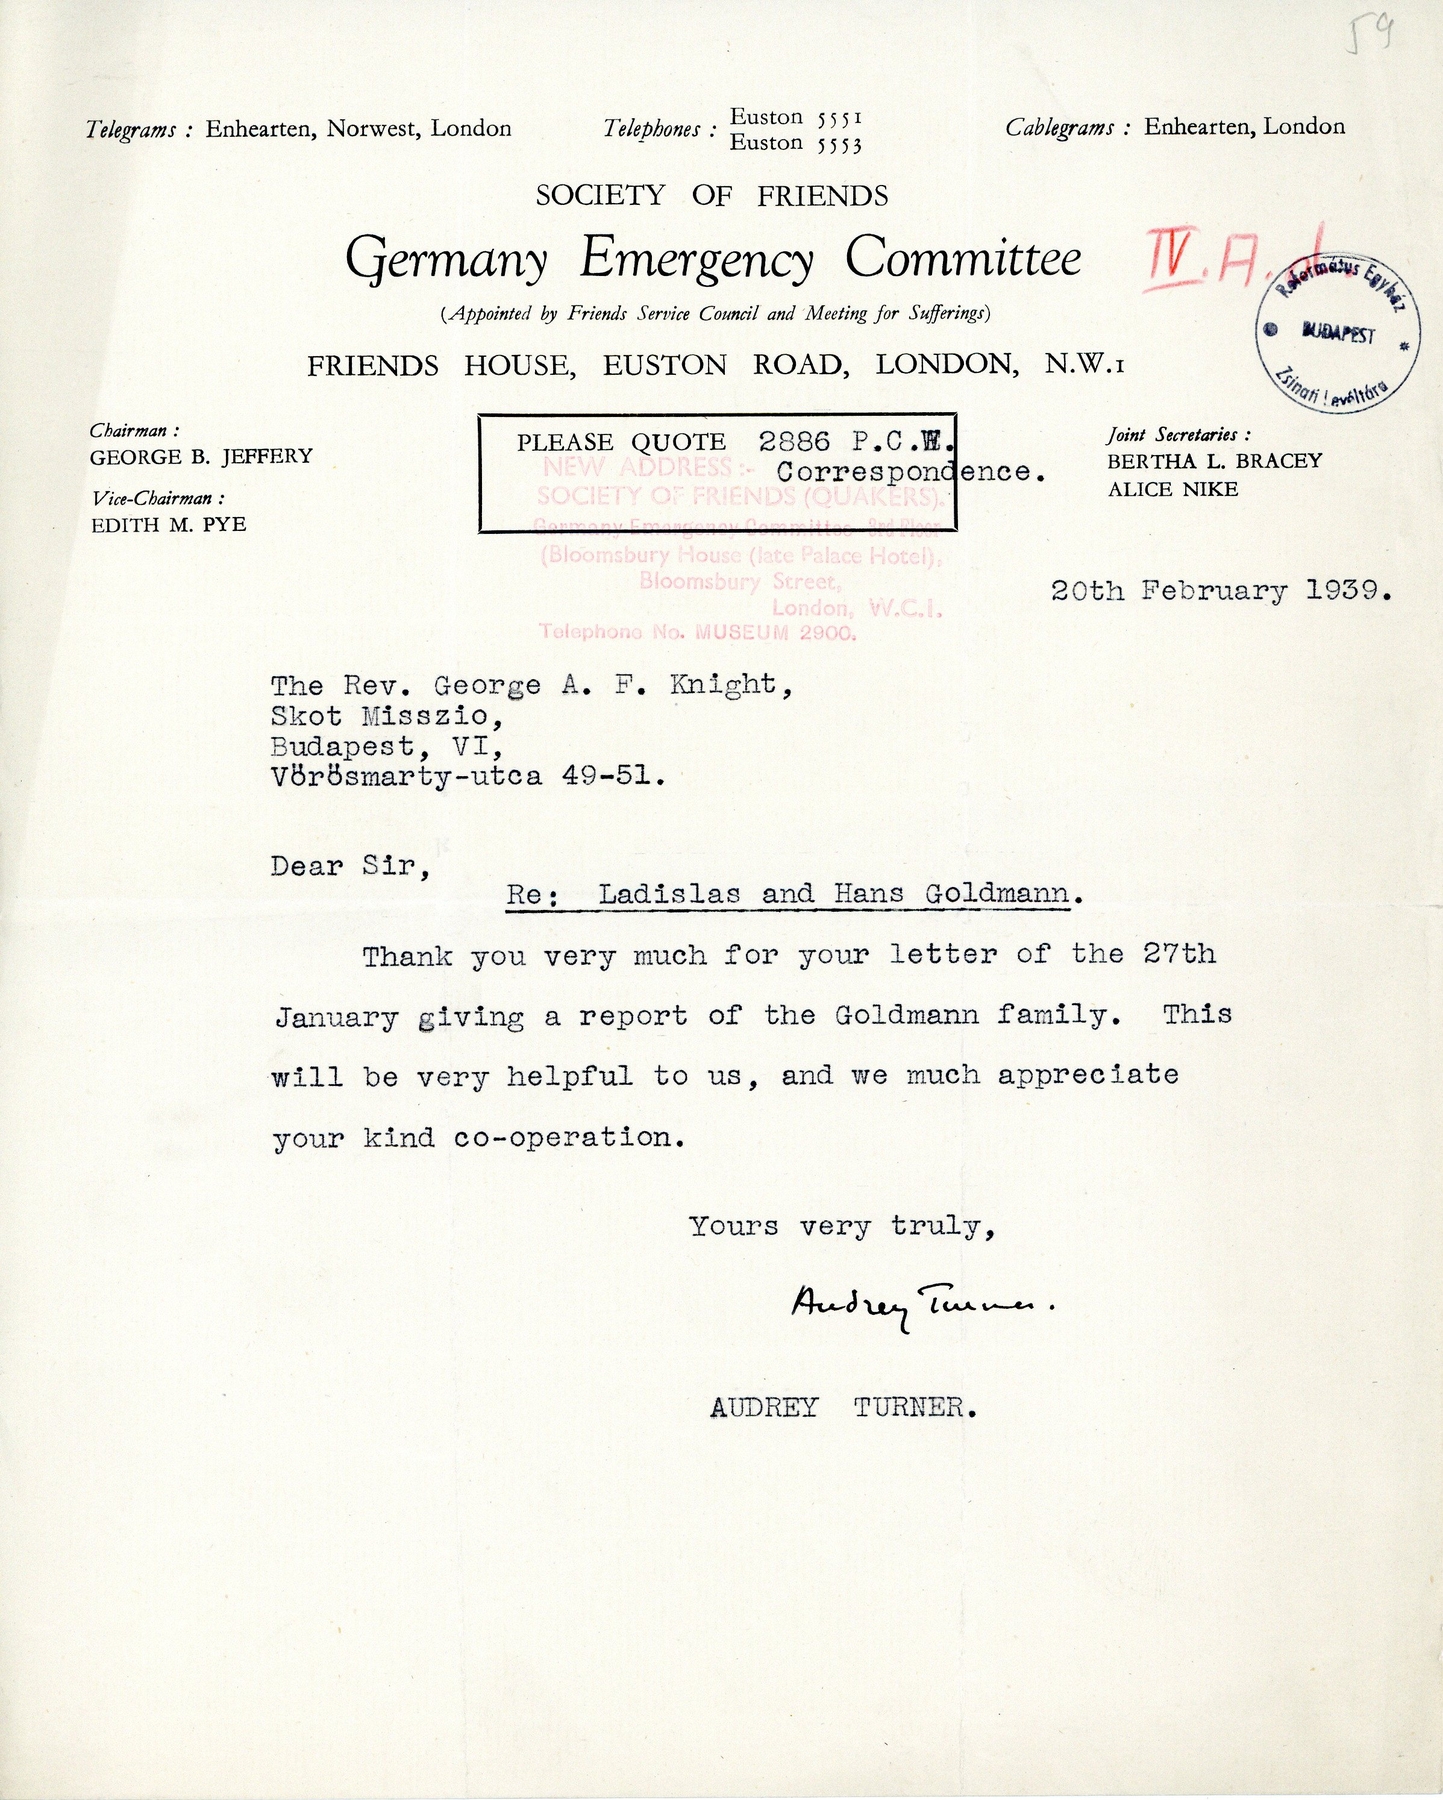 59
Telegrams : Enhearten, Norwest, London
Telephones : Euston 5551
Euston 5553
Cablegrams : Enhearten, London
SOCIETY OF FRIENDS
Germany Emergency Committee
(Appointed by Friends Service Council and Meeting for Sufferings)
FRIENDS HOUSE, EUSTON ROAD, LONDON, N.W.1
IV. A.
Református Egyház
BUDAPEST
Zsinati Levéltára
Chairman :
GEORGE B. JEFFERY
Vice-Chairman :
EDITH M. PYE
PLEASE QUOTE 2886 P.C.W.
Correspondence.
Joint Secretaries :
BERTHA L. BRACEY
ALICE NIKE
NEW ADDRESS :-
SOCIETY OF FRIENDS (QUAKERS).
Germany Emergency Committee 3rd Floor
(Bloomsbury House (late Palace Hotel),
Bloomsbury Street,
London, W.C.1.
Telephone No. MUSEUM 2900.
20th February 1939.
The Rev. George A. F. Knight,
Skot Misszio,
Budapest, VI,
Vörösmarty-utca 49-51.
Dear Sir,
Re: Ladislas and Hans Goldmann.
Thank you very much for your letter of the 27th
January giving a report of the Goldmann family. This
will be very helpful to us, and we much appreciate
your kind co-operation.
Yours very truly,
Audrey Turner.
AUDREY TURNER.